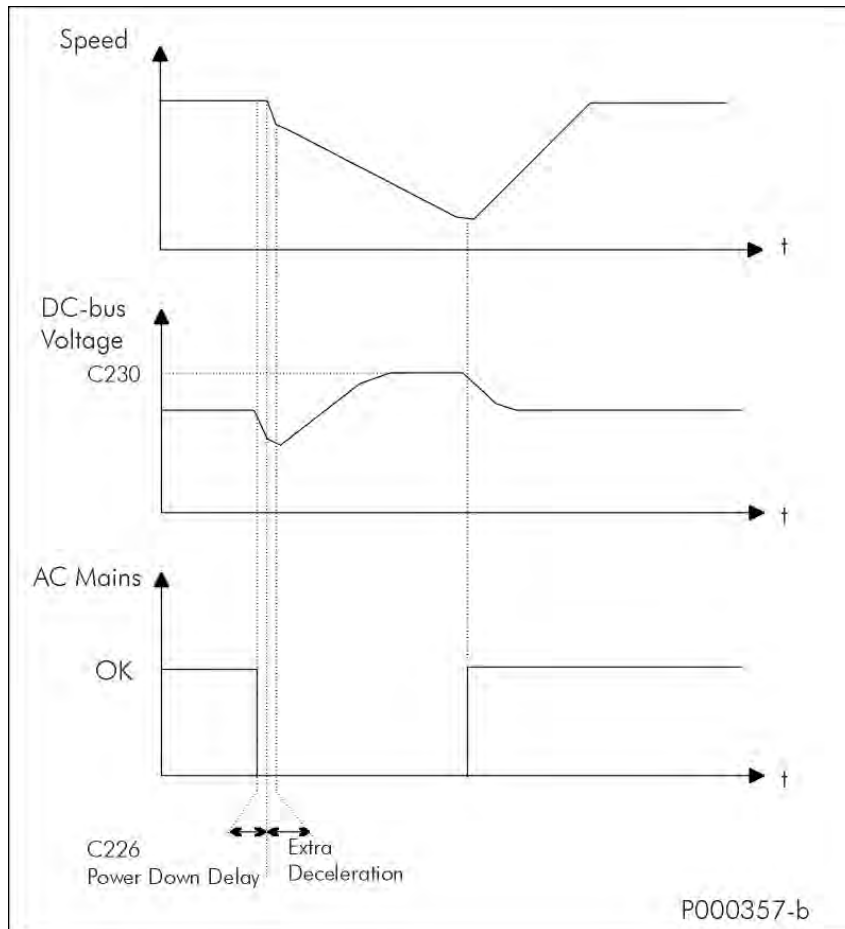 Speed
t
DC-bus
Voltage
C230
t
AC Mains
OK
t
C226
Power Down Delay
Extra
Deceleration
P000357-b